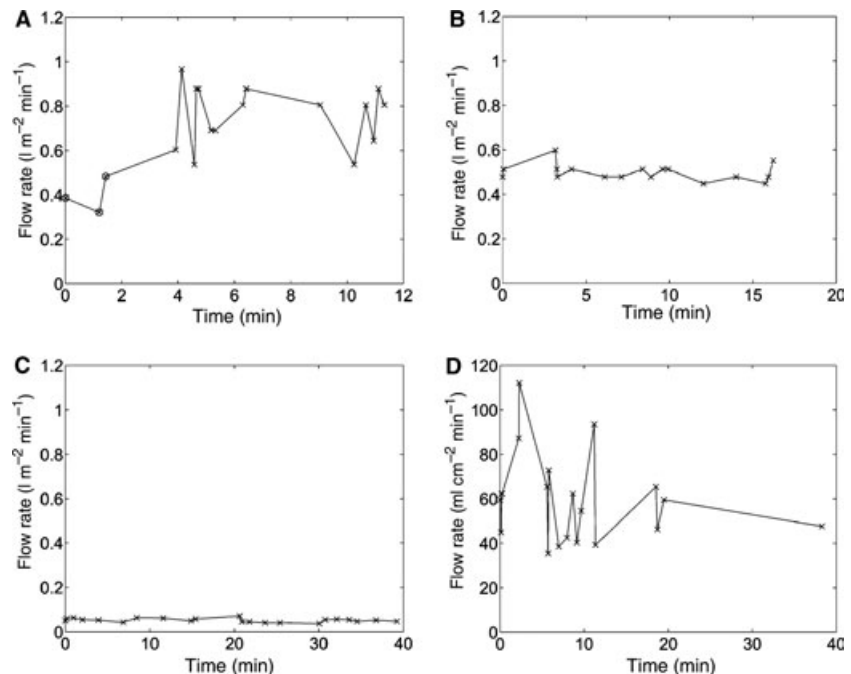 A
1.2
1
0.8
0.6
0.4
0.2
0
Flow rate (l m⁻² min⁻¹)
0 2 4 6 8 10 12
Time (min)
B
1.2
1
0.8
0.6
0.4
0.2
0
Flow rate (l m⁻² min⁻¹)
0 5 10 15 20
Time (min)
C
1.2
1
0.8
0.6
0.4
0.2
0
Flow rate (l m⁻² min⁻¹)
0 10 20 30 40
Time (min)
D
120
100
80
60
40
20
0
Flow rate (ml cm⁻² min⁻¹)
0 10 20 30 40
Time (min)